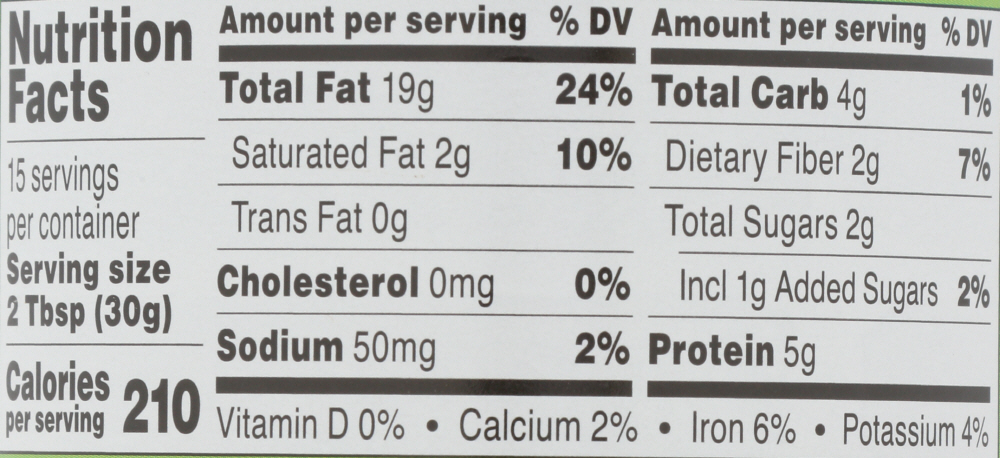 Nutrition
Facts
15 servings
per container
Serving size
2 Tbsp (30g)
Calories
per serving 210
Amount per serving % DV
Total Fat 19g 24%
Saturated Fat 2g 10%
Trans Fat 0g
Cholesterol 0mg 0%
Sodium 50mg 2%
Amount per serving % DV
Total Carb 4g 1%
Dietary Fiber 2g 7%
Total Sugars 2g
Incl 1g Added Sugars 2%
Protein 5g
Vitamin D 0% • Calcium 2% • Iron 6% • Potassium 4%